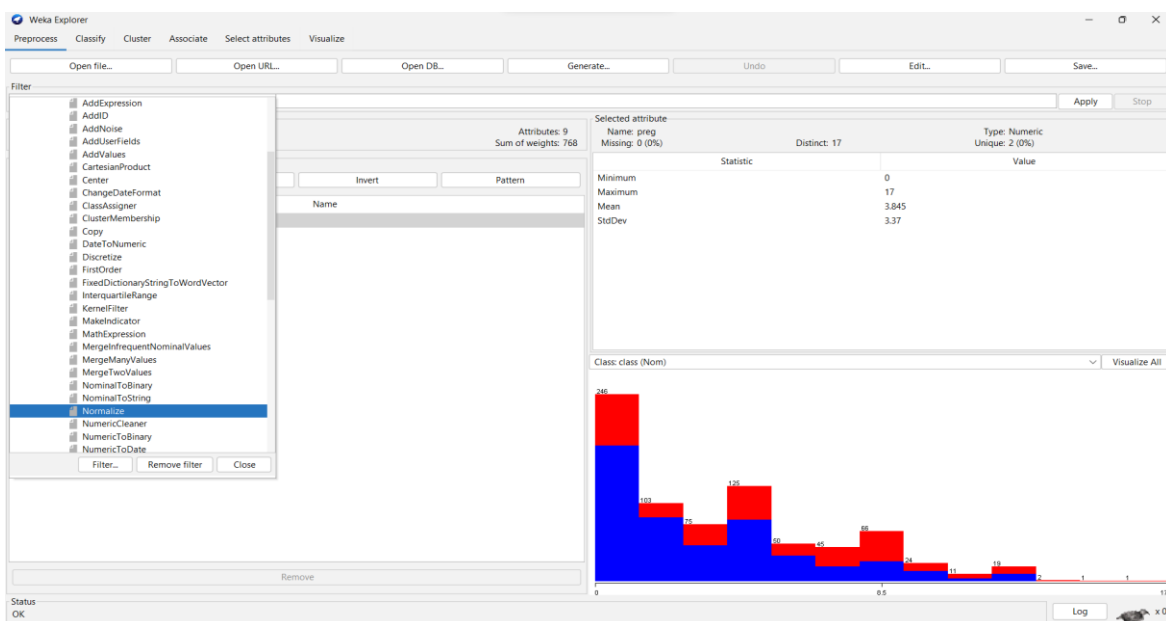 Weka Explorer
Preprocess Classify Cluster Associate Select attributes Visualize
Open file... Open URL... Open DB... Generate... Undo Edit... Save...
Filter
Apply Stop
AddExpression
AddID
AddNoise
AddUserFields
AddValues
CartesianProduct
Center
ChangeDateFormat
ClassAssigner
ClusterMembership
Copy
DateToNumeric
Discretize
FirstOrder
FixedDictionaryStringToWordVector
InterquartileRange
KernelFilter
MakeIndicator
MathExpression
MergeInfrequentNominalValues
MergeManyValues
MergeTwoValues
NominalToBinary
NominalToString
Normalize
NumericCleaner
NumericToBinary
NumericToDate
Filter... Remove filter Close
Attributes: 9
Sum of weights: 768
Invert Pattern
Name
Remove
Selected attribute
Name: preg Type: Numeric
Missing: 0 (0%) Distinct: 17 Unique: 2 (0%)
Statistic Value
Minimum 0
Maximum 17
Mean 3.845
StdDev 3.37
Class: class (Nom) Visualize All
246
103
75
125
50
45
66
24
11
19
2
1
1
0 8.5 17
Status
OK
Log x 0